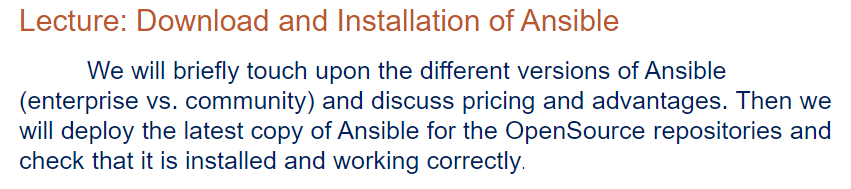 Lecture: Download and Installation of Ansible
We will briefly touch upon the different versions of Ansible
(enterprise vs. community) and discuss pricing and advantages. Then we
will deploy the latest copy of Ansible for the OpenSource repositories and
check that it is installed and working correctly.